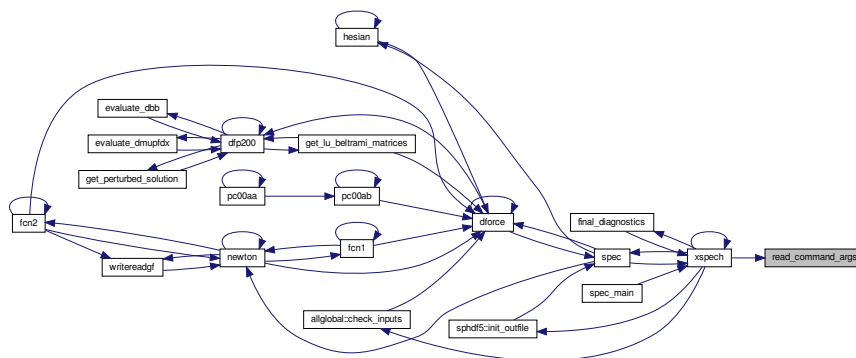 hesian
evaluate_dbb
evaluate_dmupfdx
dfp200
get_lu_beltrami_matrices
get_perturbed_solution
pc00aa
pc00ab
fcn2
dforce
final_diagnostics
fcn1
newton
spec
xspech
read_command_args
writereadgf
spec_main
allglobal::check_inputs
sphdf5::init_outfile